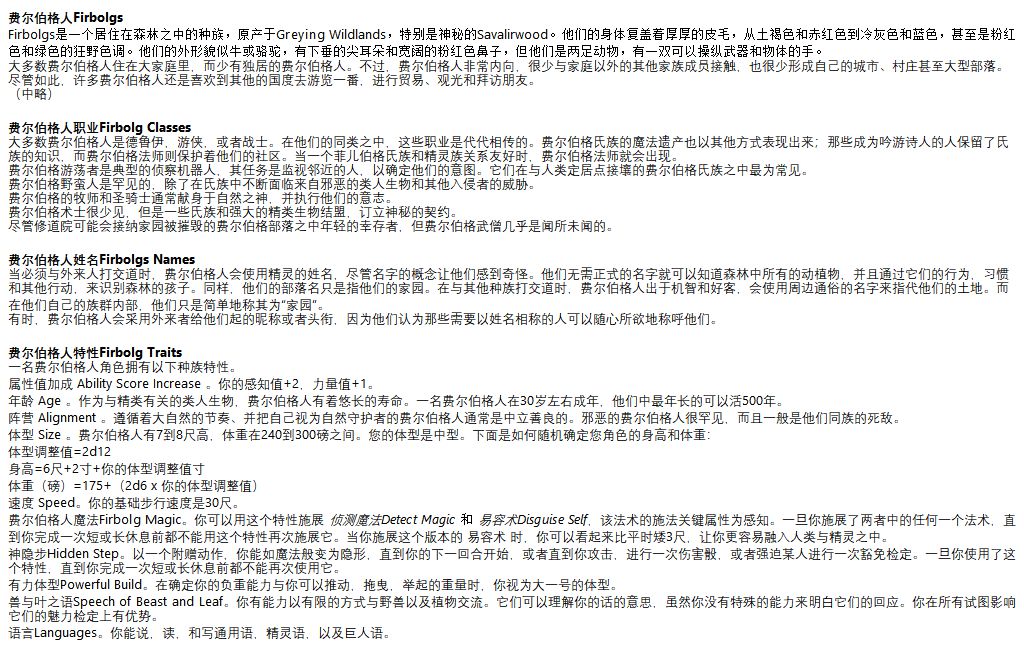 费尔伯格人Firbolgs
Firbolgs是一个居住在森林之中的种族，原产于Greying Wildlands，特别是神秘的Savalirwood。他们的身体复盖着厚厚的皮毛，从土褐色和赤红色到冷灰色和蓝色，甚至是粉红
色和绿色的狂野色调。他们的外形貌似牛或骆驼，有下垂的尖耳朵和宽阔的粉红色鼻子，但他们是两足动物，有一双可以操纵武器和物体的手。
大多数费尔伯格人住在大家庭里，而少有独居的费尔伯格人。不过，费尔伯格人非常内向，很少与家庭以外的其他家族成员接触，也很少形成自己的城市、村庄甚至大型部落。
尽管如此，许多费尔伯格人还是喜欢到其他的国度去游览一番，进行贸易、观光和拜访朋友。
（中略）
费尔伯格人职业Firbolg Classes
大多数费尔伯格人是德鲁伊，游侠，或者战士。在他们的同类之中，这些职业是代代相传的。费尔伯格氏族的魔法遗产也以其他方式表现出来；那些成为吟游诗人的人保留了氏
族的知识，而费尔伯格法师则保护着他们的社区。当一个菲儿伯格氏族和精灵族关系友好时，费尔伯格法师就会出现。
费尔伯格游荡者是典型的侦察机器人，其任务是监视邻近的人，以确定他们的意图。它们在与人类定居点接壤的费尔伯格氏族之中最为常见。
费尔伯格野蛮人是罕见的，除了在氏族中不断面临来自邪恶的类人生物和其他入侵者的威胁。
费尔伯格的牧师和圣骑士通常献身于自然之神，并执行他们的意志。
费尔伯格术士很少见，但是一些氏族和强大的精类生物结盟，订立神秘的契约。
尽管修道院可能会接纳家园被摧毁的费尔伯格部落之中年轻的幸存者，但费尔伯格武僧几乎是闻所未闻的。
费尔伯格人姓名Firbolgs Names
当必须与外来人打交道时，费尔伯格人会使用精灵的姓名，尽管名字的概念让他们感到奇怪。他们无需正式的名字就可以知道森林中所有的动植物，并且通过它们的行为，习惯
和其他行动，来识别森林的孩子。同样，他们的部落名只是指他们的家园。在与其他种族打交道时，费尔伯格人出于机智和好客，会使用周边通俗的名字来指代他们的土地。而
在他们自己的族群内部，他们只是简单地称其为“家园”。
有时，费尔伯格人会采用外来者给他们起的昵称或者头衔，因为他们认为那些需要以姓名相称的人可以随心所欲地称呼他们。
费尔伯格人特性Firbolg Traits
一名费尔伯格人角色拥有以下种族特性。
属性值加成 Ability Score Increase 。你的感知值+2，力量值+1。
年龄 Age 。作为与精类有关的类人生物，费尔伯格人有着悠长的寿命。一名费尔伯格人在30岁左右成年，他们中最年长的可以活500年。
阵营 Alignment 。遵循着大自然的节奏、并把自己视为自然守护者的费尔伯格人通常是中立善良的。邪恶的费尔伯格人很罕见，而且一般是他们同族的死敌。
体型 Size 。费尔伯格人有7到8尺高，体重在240到300磅之间。您的体型是中型。下面是如何随机确定您角色的身高和体重：
体型调整值=2d12
身高=6尺+2寸+你的体型调整值寸
体重（磅）=175+（2d6 x 你的体型调整值）
速度 Speed。你的基础步行速度是30尺。
费尔伯格人魔法Firbolg Magic。你可以用这个特性施展 侦测魔法Detect Magic 和 易容术Disguise Self，该法术的施法关键属性为感知。一旦你施展了两者中的任何一个法术，直
到你完成一次短或长休息前都不能用这个特性再次施展它。当你施展这个版本的 易容术 时，你可以看起来比平时矮3尺，让你更容易融入人类与精灵之中。
神隐步Hidden Step。以一个附赠动作，你能如魔法般变为隐形，直到你的下一回合开始，或者直到你攻击，进行一次伤害骰，或者强迫某人进行一次豁免检定。一旦你使用了这
个特性，直到你完成一次短或长休息前都不能再次使用它。
有力体型Powerful Build。在确定你的负重能力与你可以推动，拖曳，举起的重量时，你视为大一号的体型。
兽与叶之语Speech of Beast and Leaf。你有能力以有限的方式与野兽以及植物交流。它们可以理解你的话的意思，虽然你没有特殊的能力来明白它们的回应。你在所有试图影响
它们的魅力检定上有优势。
语言Languages。你能说，读，和写通用语，精灵语，以及巨人语。